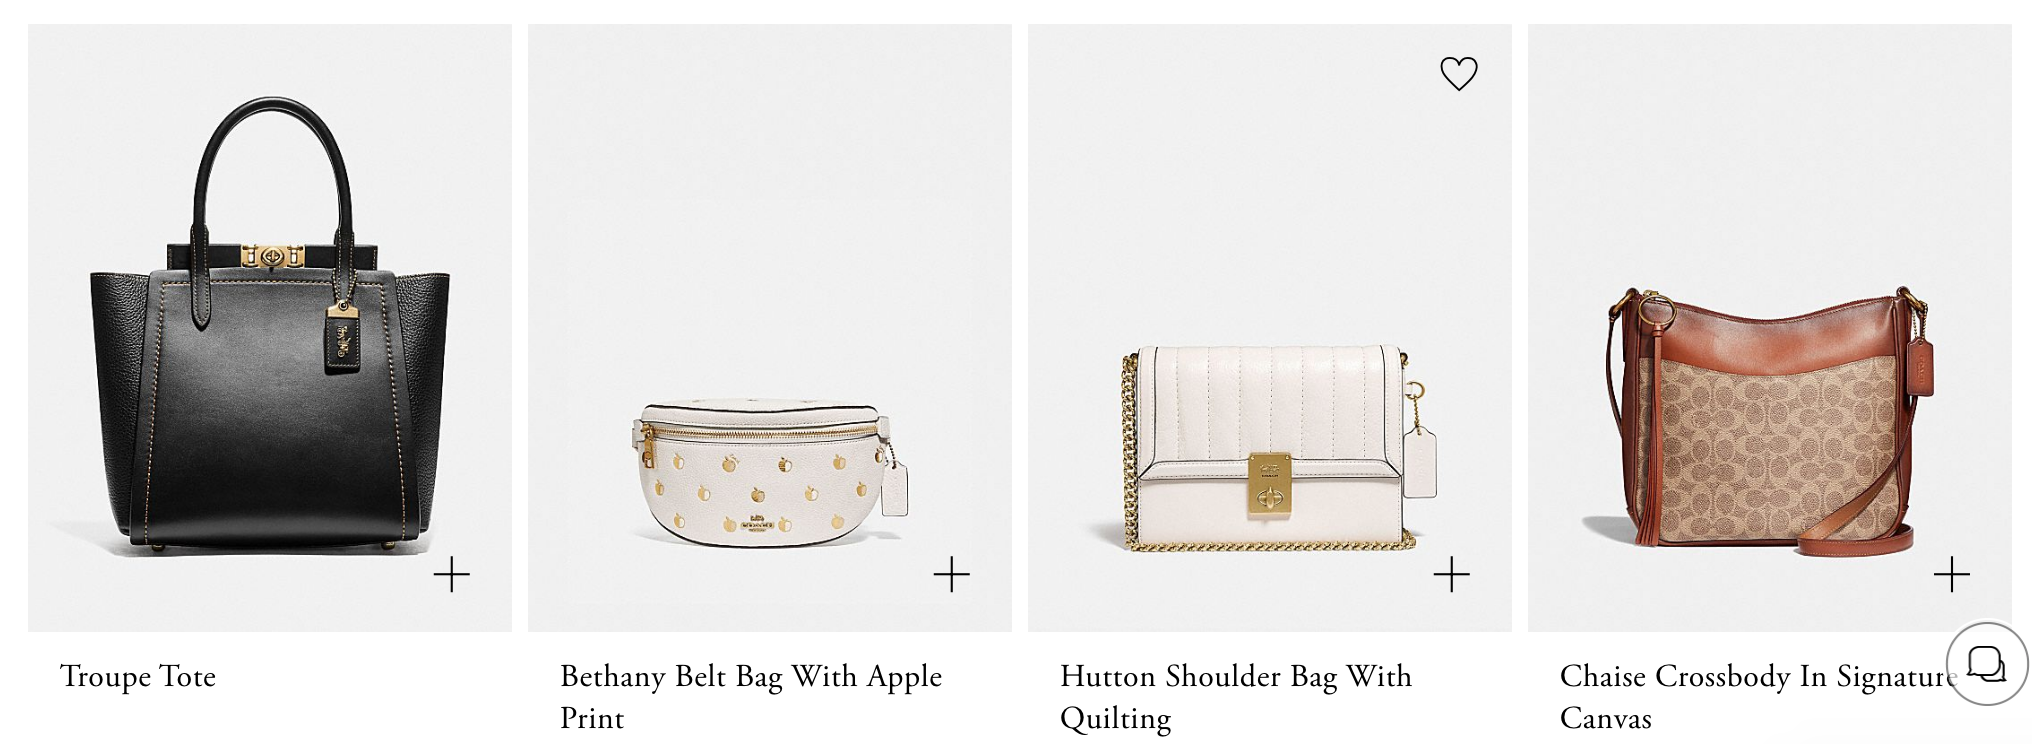 Troupe Tote
Bethany Belt Bag With Apple
Print
Hutton Shoulder Bag With
Quilting
Chaise Crossbody In Signature
Canvas